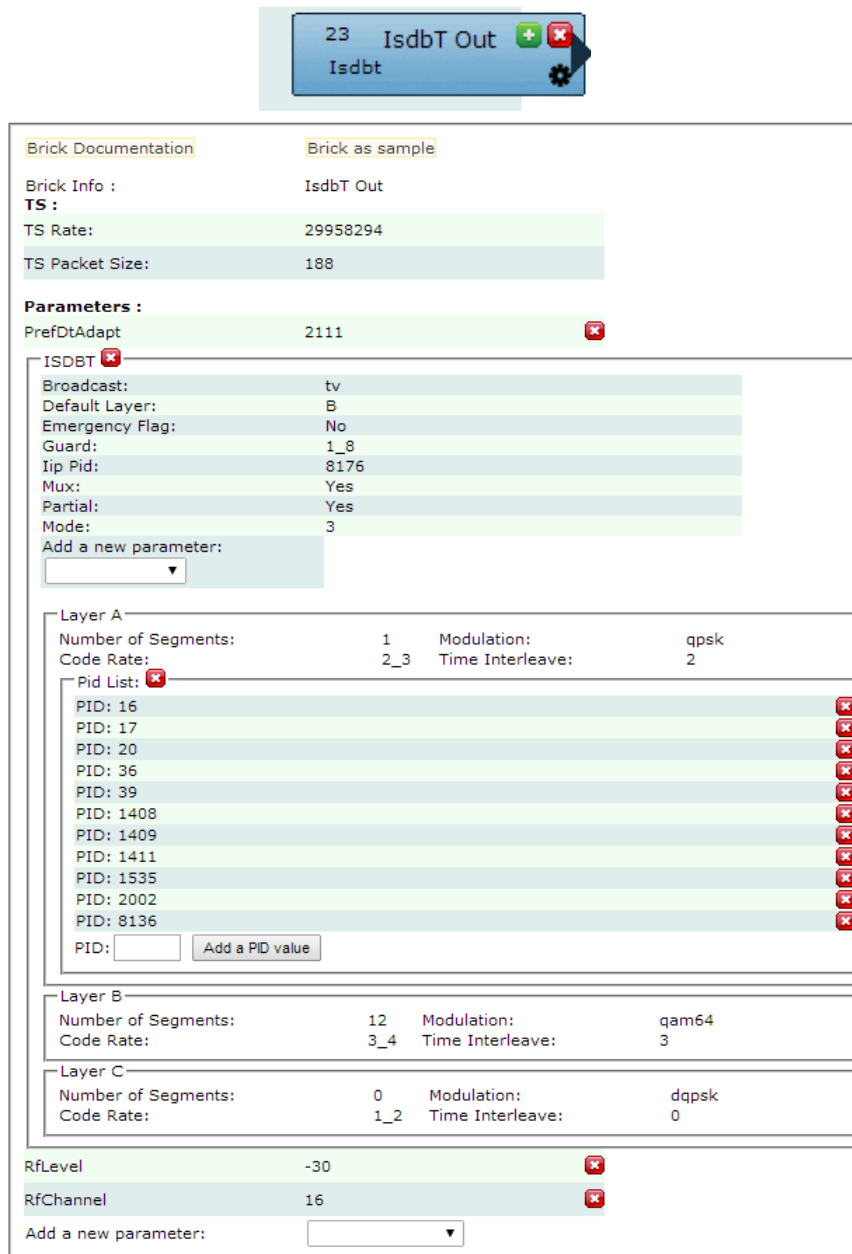 23 IsdbT Out
Isdbt
Brick Documentation Brick as sample
Brick Info : IsdbT Out
TS :
TS Rate: 29958294
TS Packet Size: 188
Parameters :
PrefDtAdapt 2111
ISDBT
Broadcast: tv
Default Layer: B
Emergency Flag: No
Guard: 1_8
Iip Pid: 8176
Mux: Yes
Partial: Yes
Mode: 3
Add a new parameter:
Layer A
Number of Segments: 1 Modulation: qpsk
Code Rate: 2_3 Time Interleave: 2
Pid List:
PID: 16
PID: 17
PID: 20
PID: 36
PID: 39
PID: 1408
PID: 1409
PID: 1411
PID: 1535
PID: 2002
PID: 8136
PID: Add a PID value
Layer B
Number of Segments: 12 Modulation: qam64
Code Rate: 3_4 Time Interleave: 3
Layer C
Number of Segments: 0 Modulation: dqpsk
Code Rate: 1_2 Time Interleave: 0
RfLevel -30
RfChannel 16
Add a new parameter: